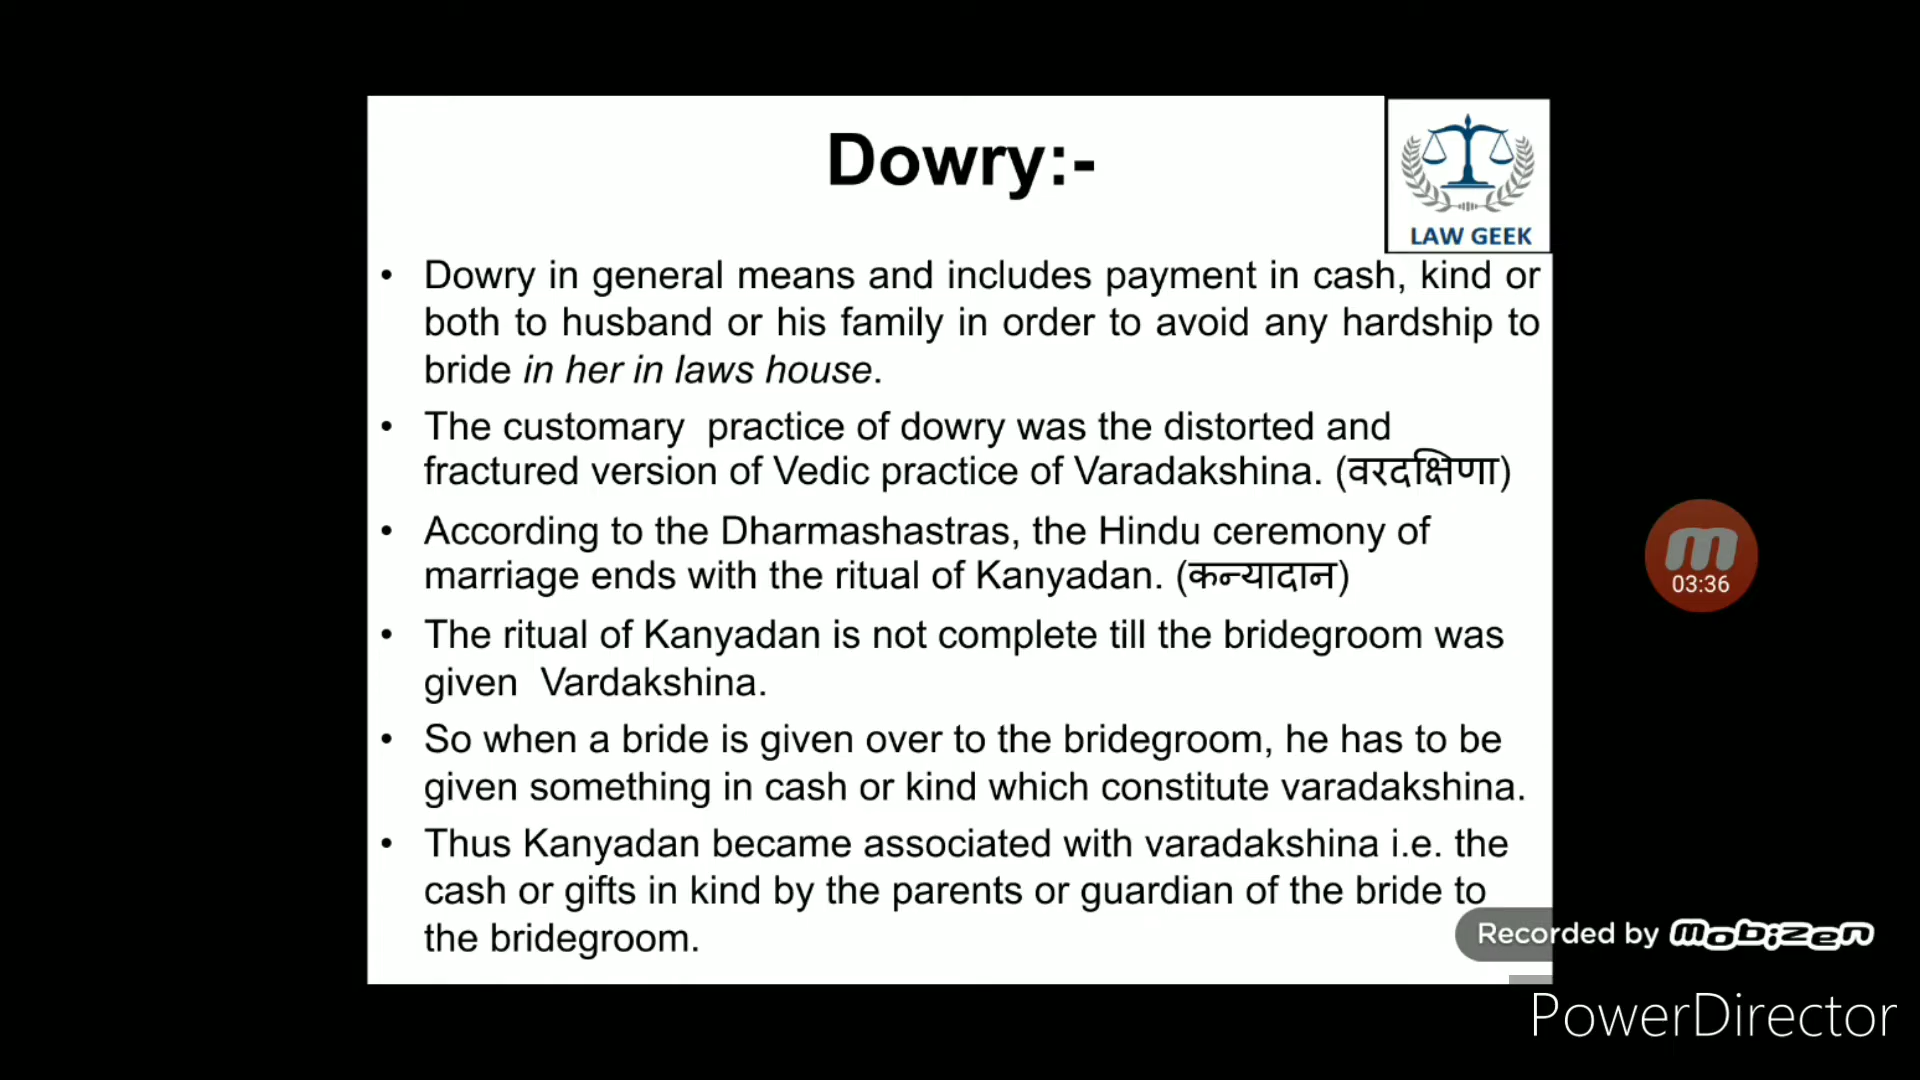 Dowry:-
LAW GEEK
• Dowry in general means and includes payment in cash, kind or
both to husband or his family in order to avoid any hardship to
bride in her in laws house.
• The customary  practice of dowry was the distorted and
fractured version of Vedic practice of Varadakshina. (वरदक्षिणा)
• According to the Dharmashastras, the Hindu ceremony of
marriage ends with the ritual of Kanyadan. (कन्यादान)
• The ritual of Kanyadan is not complete till the bridegroom was
given  Vardakshina.
• So when a bride is given over to the bridegroom, he has to be
given something in cash or kind which constitute varadakshina.
• Thus Kanyadan became associated with varadakshina i.e. the
cash or gifts in kind by the parents or guardian of the bride to
the bridegroom.
03:36
Recorded by mobizen
PowerDirector